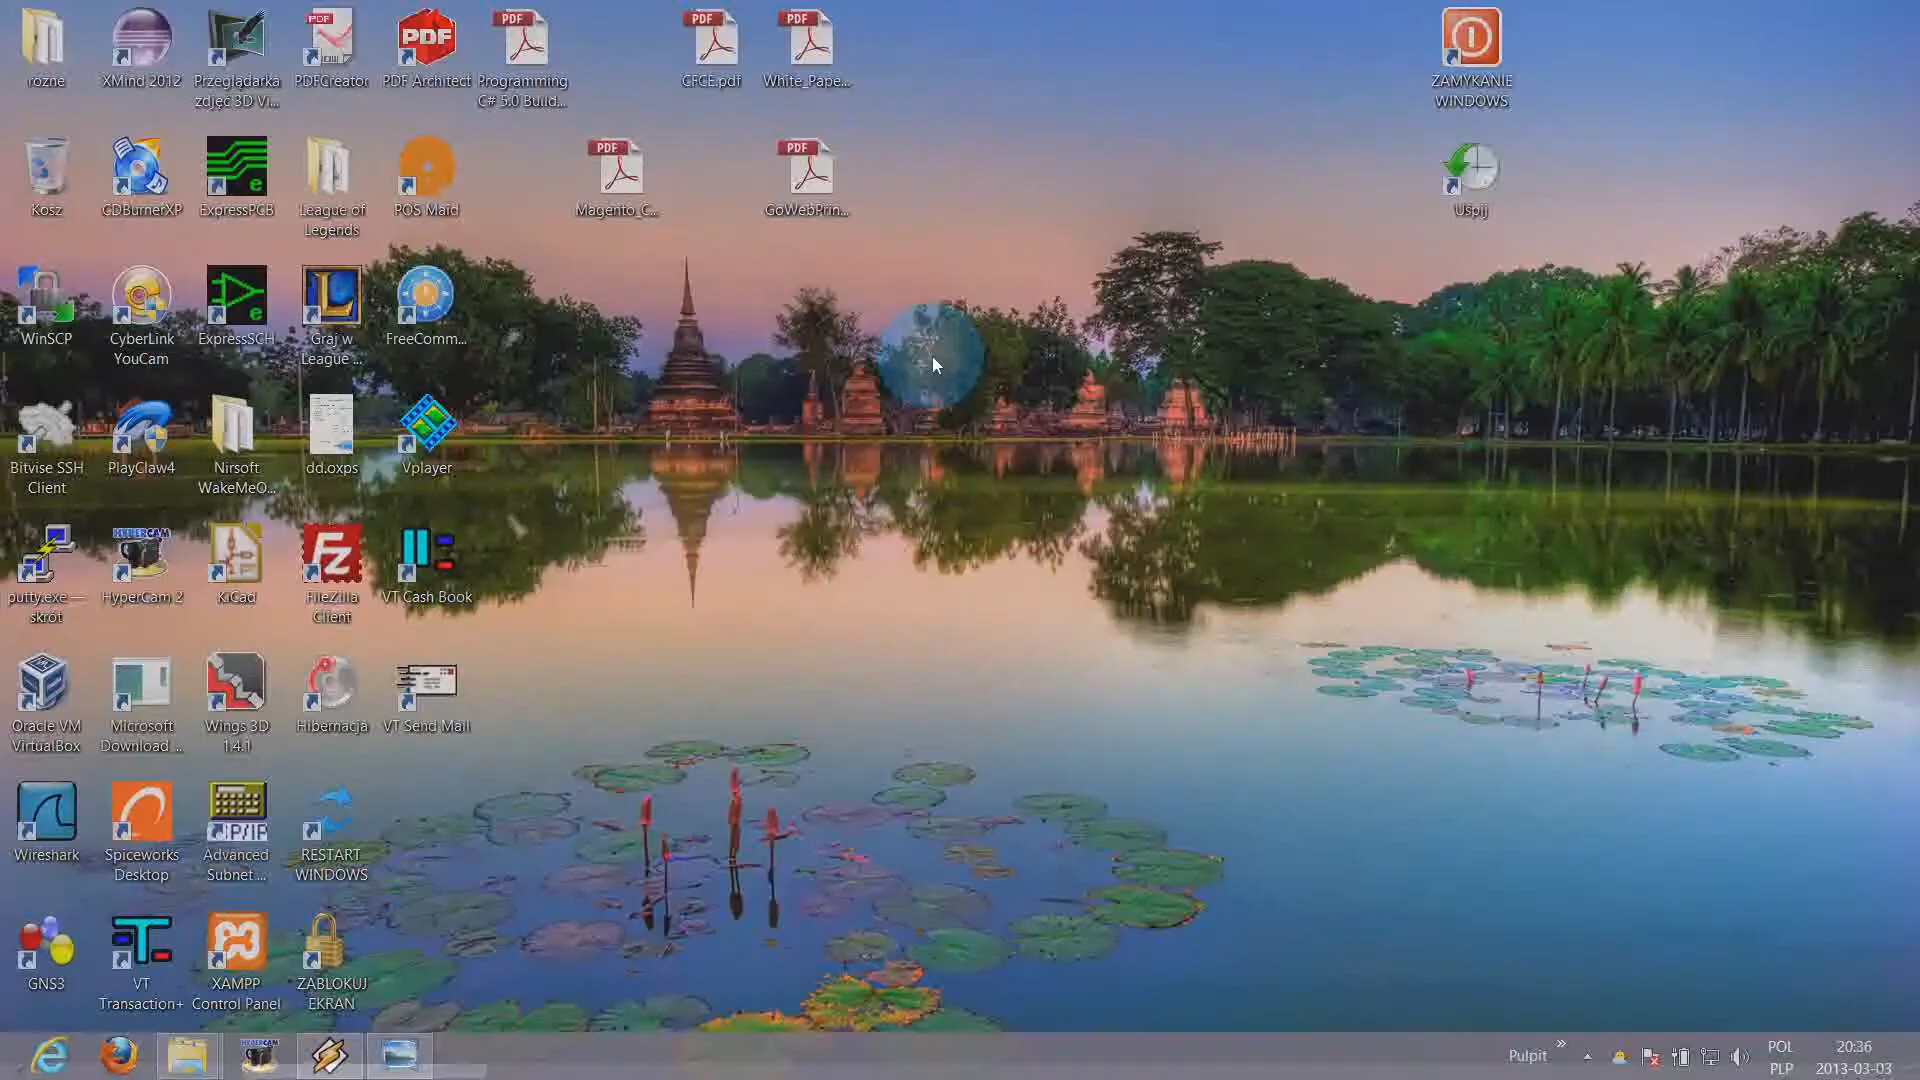 rozne
XMind 2012
Przeglądarka
zdjęć 3D Vi...
PDFCreator
PDF Architect
Programming
C# 5.0 Build...
CFCE.pdf
White_Pape...
ZAMYKANIE
WINDOWS
Kosz
CDBurnerXP
ExpressPCB
League of
Legends
POS Maid
Magento_C...
GoWebPrin...
Uśpij
WinSCP
CyberLink
YouCam
ExpressSCH
Graj w
League ...
FreeComm...
Bitvise SSH
Client
PlayClaw4
Nirsoft
WakeMeO...
dd.oxps
Vplayer
putty.exe —
skrót
HyperCam 2
KiCad
FileZilla
Client
VT Cash Book
Oracle VM
VirtualBox
Microsoft
Download ...
Wings 3D
1.4.1
Hibernacja
VT Send Mail
Wireshark
Spiceworks
Desktop
Advanced
Subnet ...
RESTART
WINDOWS
GNS3
VT
Transaction+
XAMPP
Control Panel
ZABLOKUJ
EKRAN
Pulpit
POL
PLP
20:36
2013-03-03